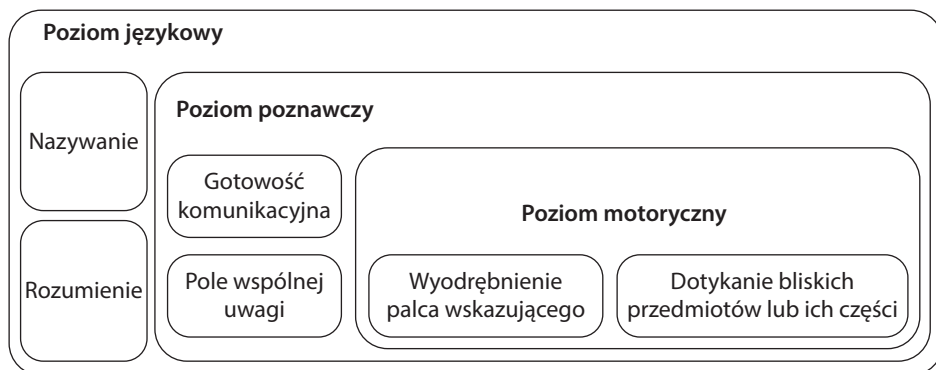 Poziom językowy
Nazywanie
Rozumienie
Poziom poznawczy
Gotowość
komunikacyjna
Pole wspólnej
uwagi
Poziom motoryczny
Wyodrębnienie
palca wskazującego
Dotykanie bliskich
przedmiotów lub ich części